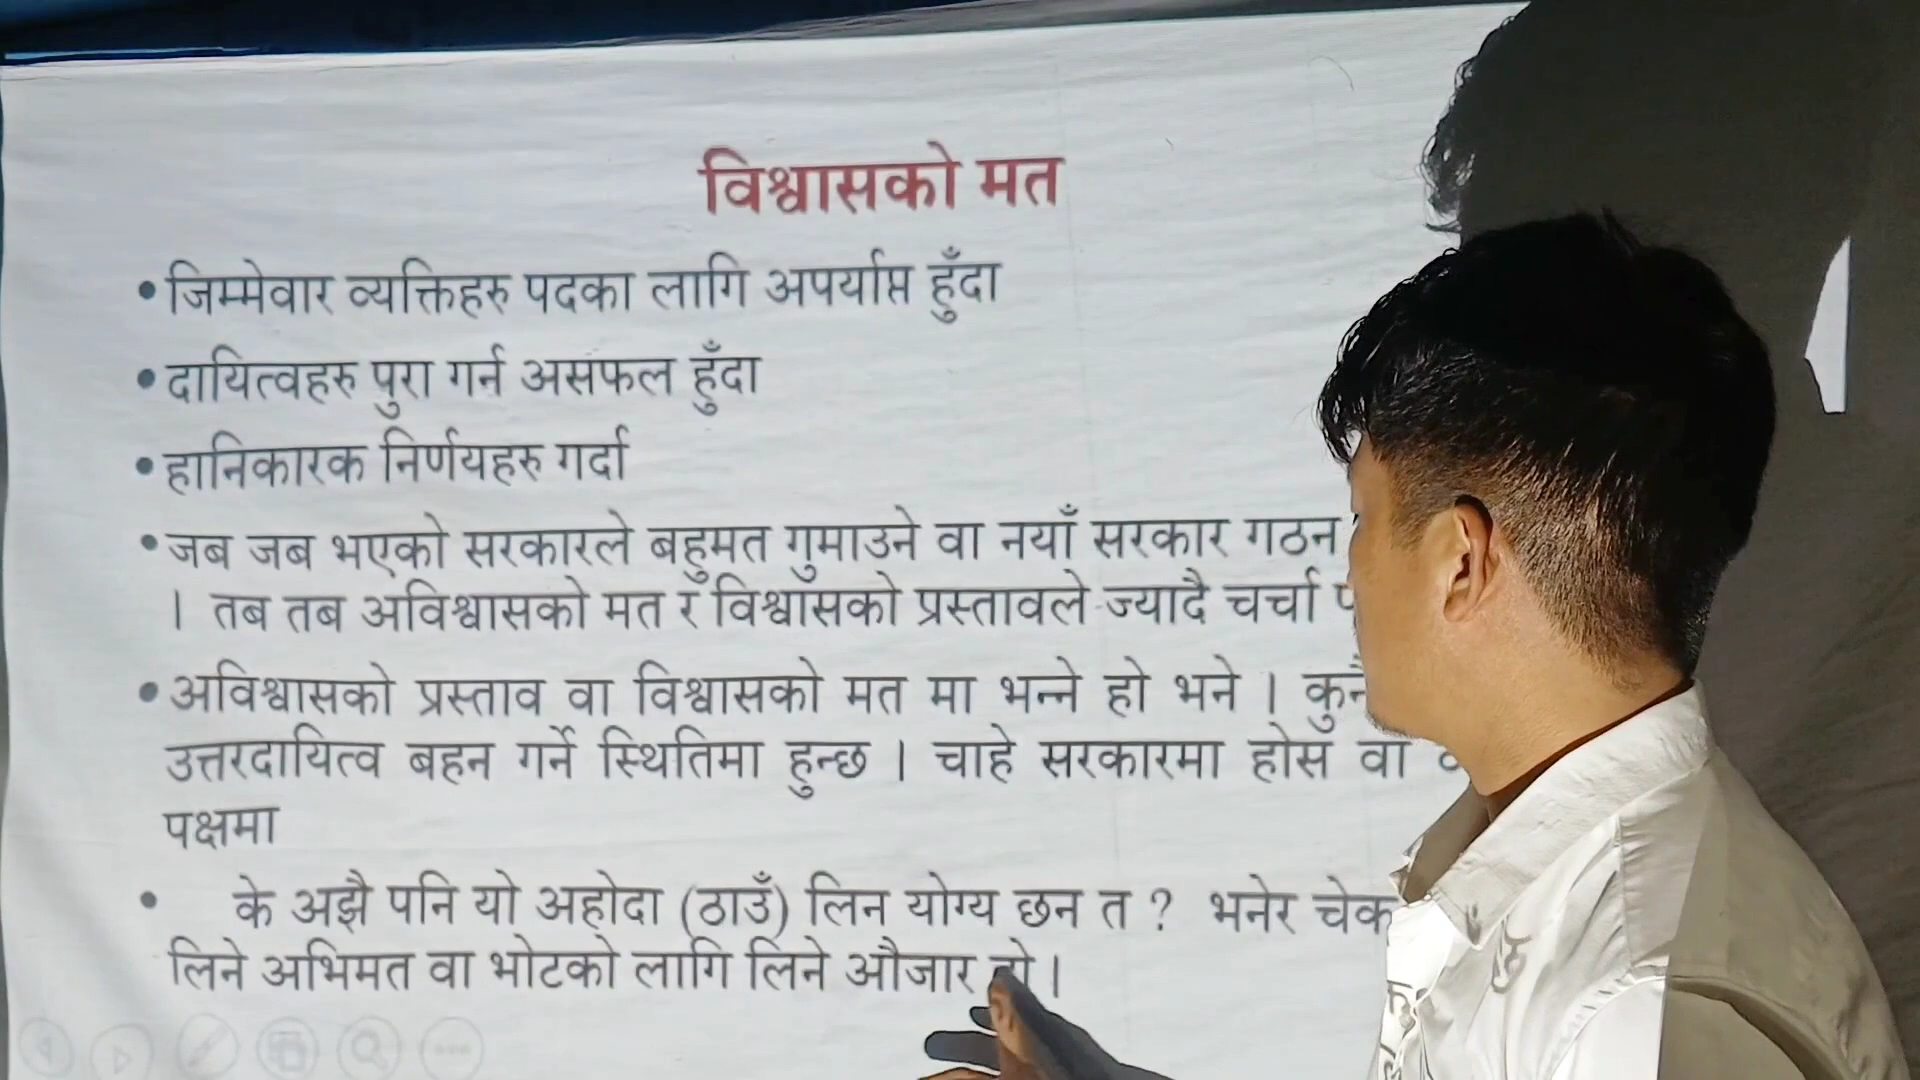 विश्वासको मत
• जिम्मेवार व्यक्तिहरु पदका लागि अपर्याप्त हुँदा
• दायित्वहरु पुरा गर्न असफल हुँदा
• हानिकारक निर्णयहरु गर्दा
• जब जब भएको सरकारले बहुमत गुमाउने वा नयाँ सरकार गठन
। तब तब अविश्वासको मत र विश्वासको प्रस्तावले ज्यादै चर्चा
• अविश्वासको प्रस्ताव वा विश्वासको मत मा भन्ने हो भने ।
उत्तरदायित्व बहन गर्ने स्थितिमा हुन्छ । चाहे सरकारमा होस वा
पक्षमा
• के अझै पनि यो अहोदा (ठाउँ) लिन योग्य छन त ? भनेर
लिने अभिमत वा भोटको लागि लिने औजार हो ।